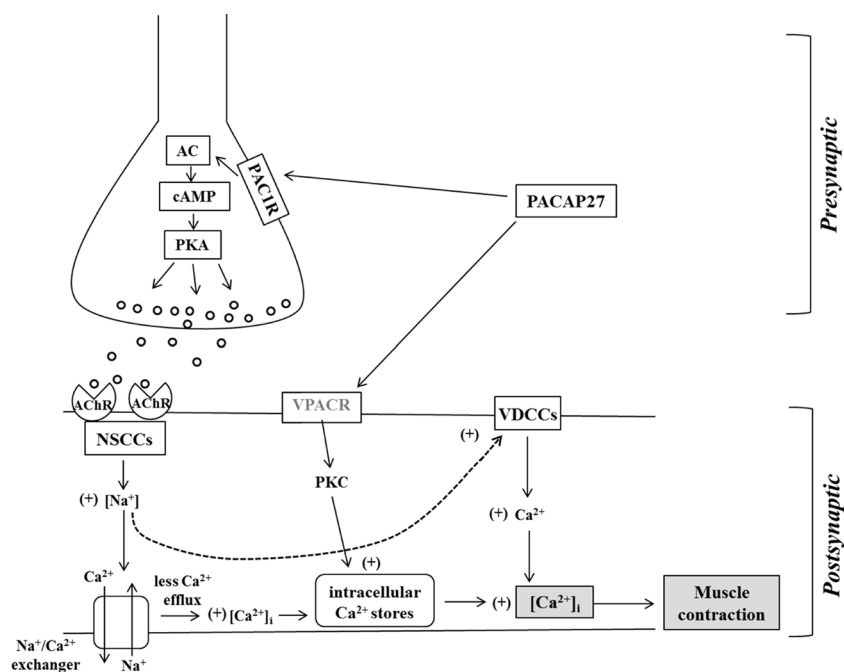 Presynaptic
AC
PAC1R
cAMP
PACAP27
PKA
AChR
AChR
NSCCs
VPACR
VDCCs
(+)
(+) [Na⁺]
PKC
(+) Ca²⁺
Postsynaptic
(+)
Ca²⁺
less Ca²⁺
efflux
(+) [Ca²⁺]ᵢ
intracellular
Ca²⁺ stores
(+)
[Ca²⁺]ᵢ
Muscle
contraction
Na⁺/Ca²⁺
exchanger
Na⁺